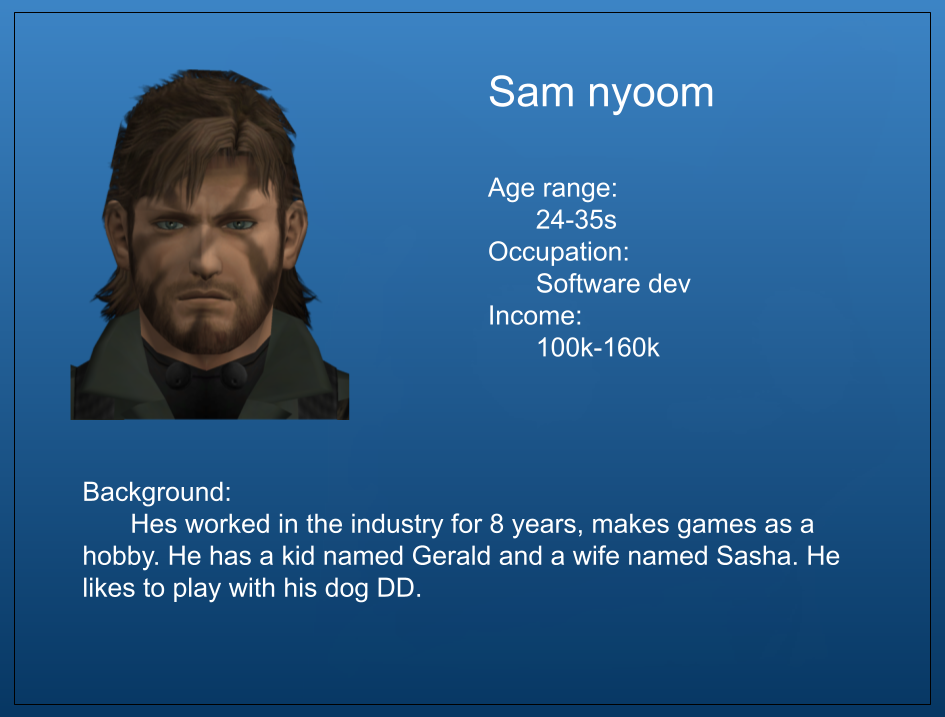 Sam nyoom
Age range:
24-35s
Occupation:
Software dev
Income:
100k-160k
Background:
Hes worked in the industry for 8 years, makes games as a
hobby. He has a kid named Gerald and a wife named Sasha. He
likes to play with his dog DD.